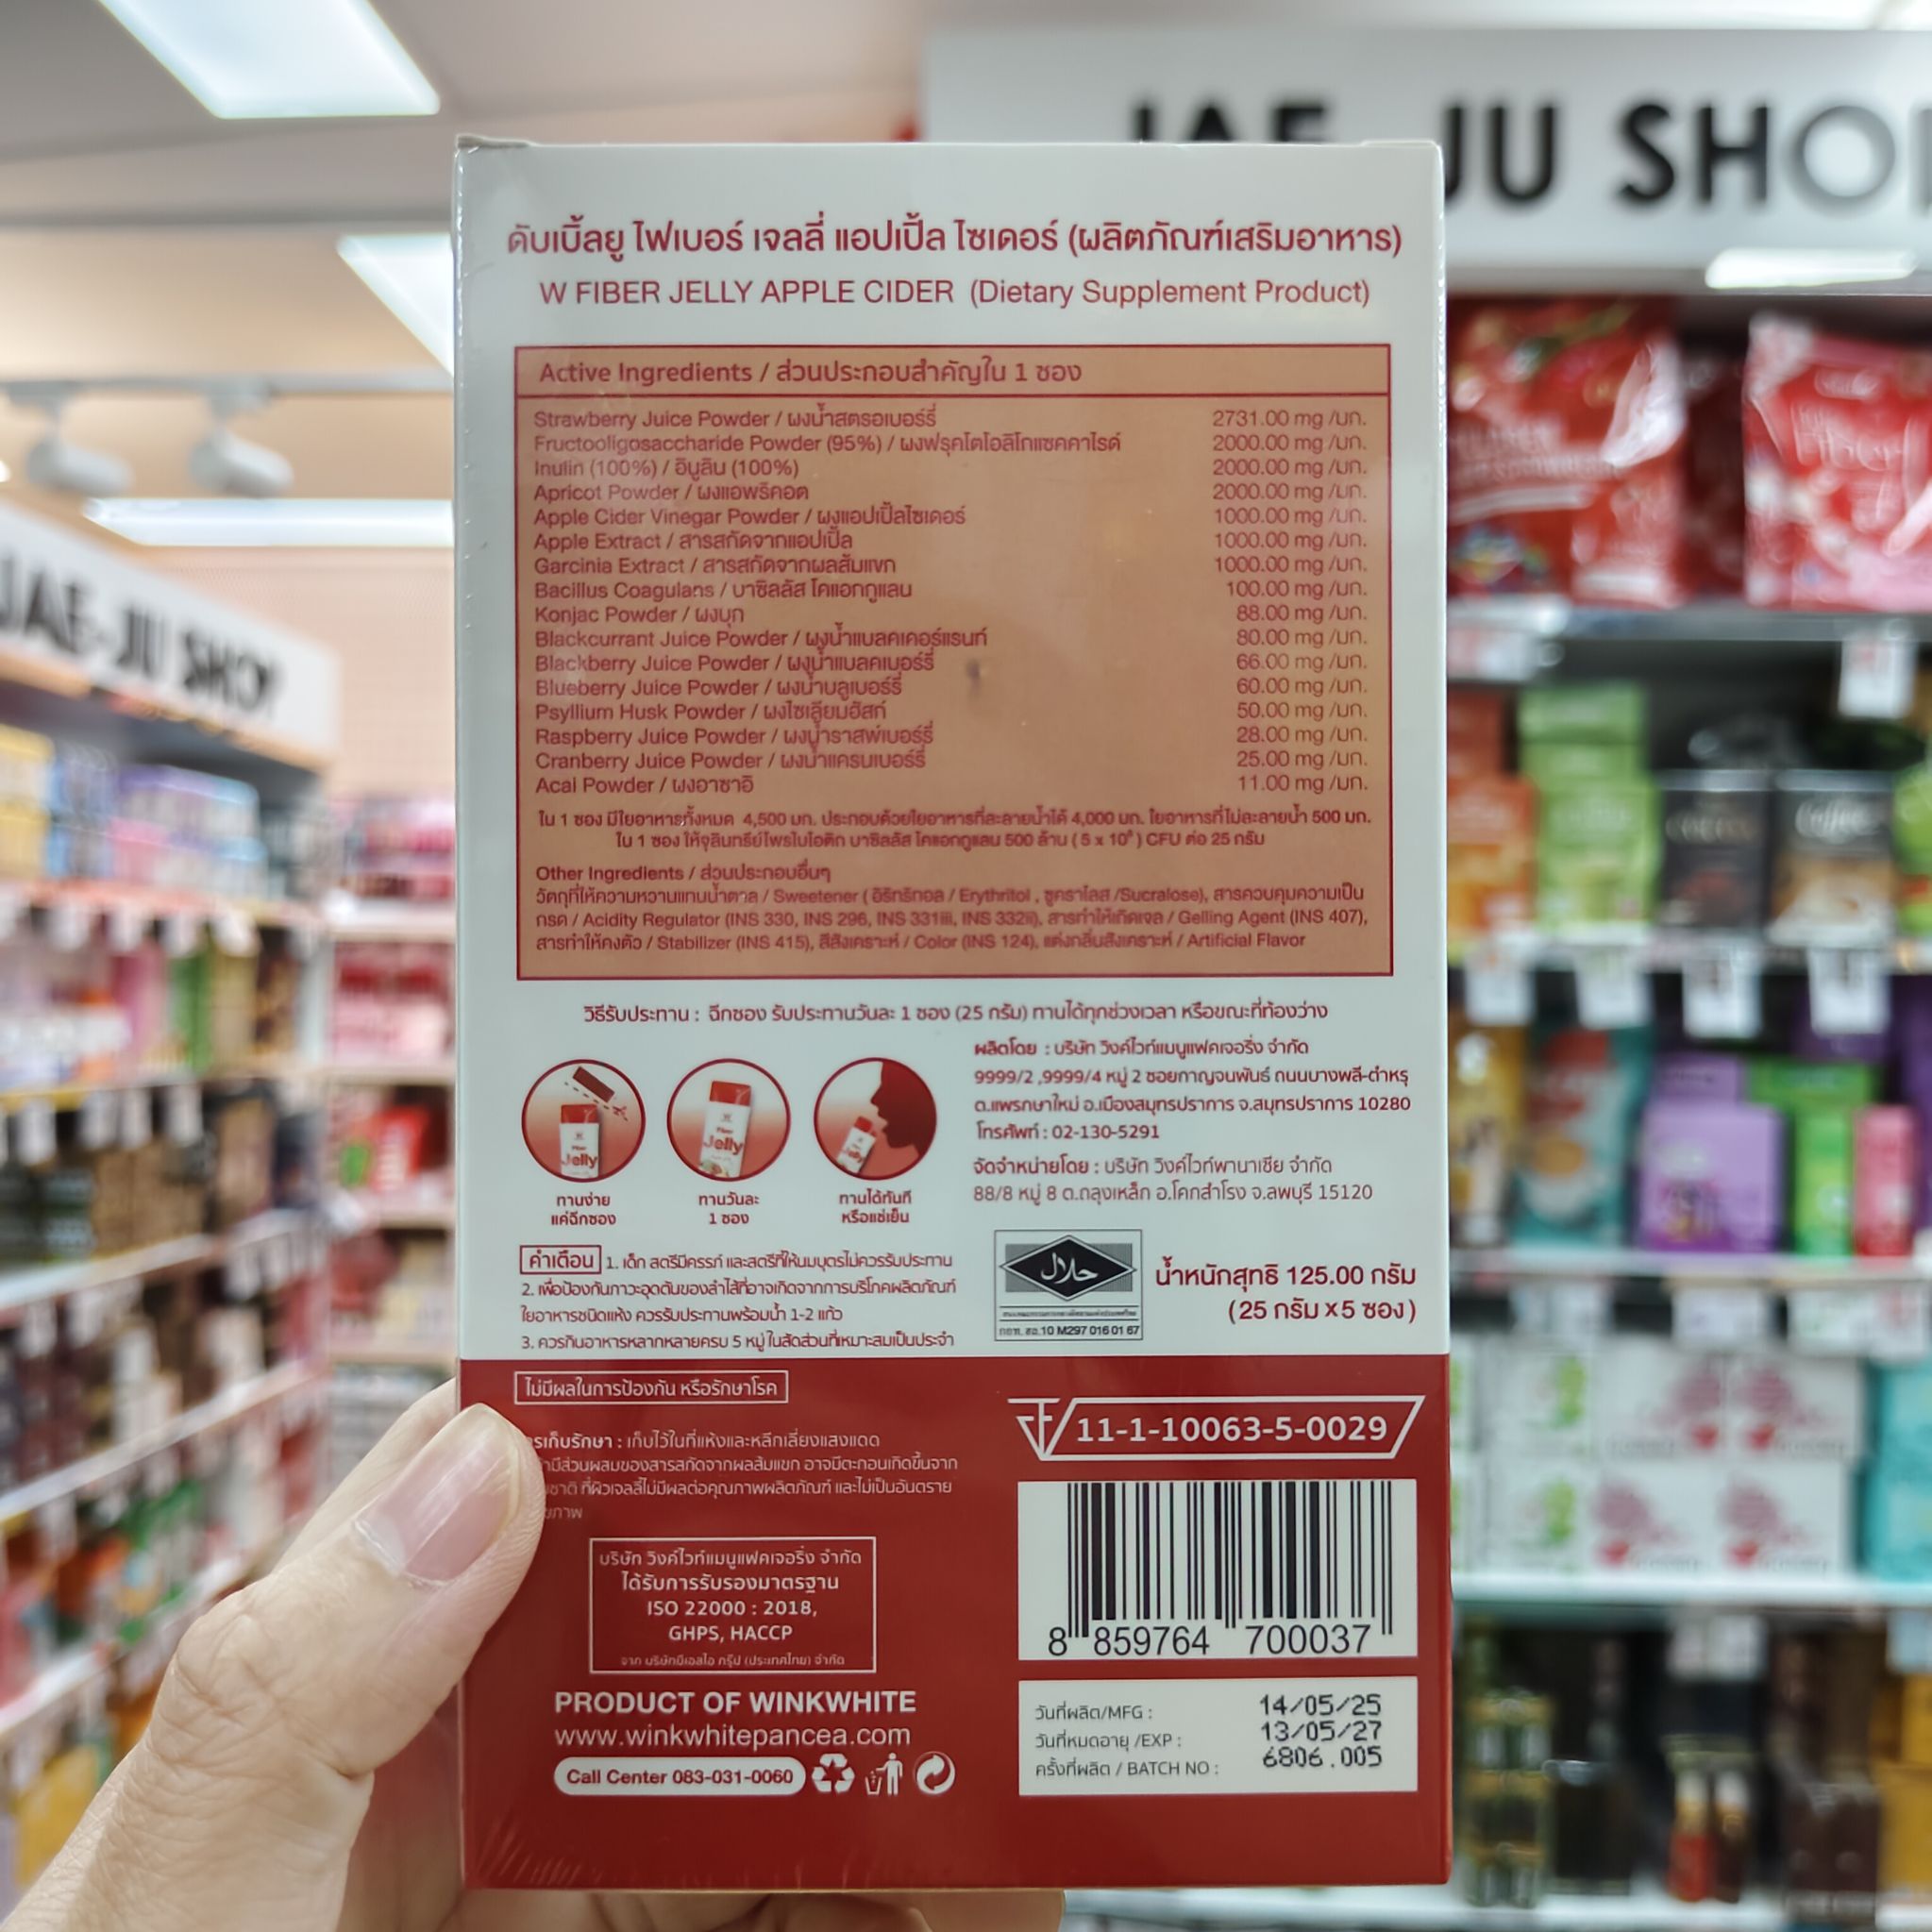 JAE-JU SHOP
JU SHO
ดับเบิ้ลยู ไฟเบอร์ เจลลี่ แอปเปิ้ล ไซเดอร์ (ผลิตภัณฑ์เสริมอาหาร)
W FIBER JELLY APPLE CIDER (Dietary Supplement Product)
Active Ingredients / ส่วนประกอบสำคัญใน 1 ซอง
Strawberry Juice Powder / ผงน้ำสตรอเบอร์รี่ 2731.00 mg /มก.
Fructooligosaccharide Powder (95%) / ผงฟรุคโตโอลิโกแซคคาไรด์ 2000.00 mg /มก.
Inulin (100%) / อินูลิน (100%) 2000.00 mg /มก.
Apricot Powder / ผงแอพริคอต 2000.00 mg /มก.
Apple Cider Vinegar Powder / ผงแอปเปิ้ลไซเดอร์ 1000.00 mg /มก.
Apple Extract / สารสกัดจากแอปเปิ้ล 1000.00 mg /มก.
Garcinia Extract / สารสกัดจากผลส้มแขก 1000.00 mg /มก.
Bacillus Coagulans / บาซิลลัส โคแอกกูแลน 100.00 mg /มก.
Konjac Powder / ผงบุก 88.00 mg /มก.
Blackcurrant Juice Powder / ผงน้ำแบลคเคอร์แรนท์ 80.00 mg /มก.
Blackberry Juice Powder / ผงน้ำแบลคเบอร์รี่ 66.00 mg /มก.
Blueberry Juice Powder / ผงน้ำบลูเบอร์รี่ 60.00 mg /มก.
Psyllium Husk Powder / ผงไซเลี่ยมฮัสก์ 50.00 mg /มก.
Raspberry Juice Powder / ผงน้ำราสพ์เบอร์รี่ 28.00 mg /มก.
Cranberry Juice Powder / ผงน้ำแครนเบอร์รี่ 25.00 mg /มก.
Acai Powder / ผงอาซาอิ 11.00 mg /มก.
ใน 1 ซอง มีใยอาหารทั้งหมด 4,500 มก. ประกอบด้วยใยอาหารที่ละลายน้ำได้ 4,000 มก. ใยอาหารที่ไม่ละลายน้ำ 500 มก.
ใน 1 ซอง ให้จุลินทรีย์โพรไบโอติก บาซิลลัส โคแอกกูแลน 500 ล้าน ( 5 x 10⁸ ) CFU ต่อ 25 กรัม
Other Ingredients / ส่วนประกอบอื่นๆ
วัตถุที่ให้ความหวานแทนน้ำตาล / Sweetener ( อิริทริทอล / Erythritol , ซูคราโลส /Sucralose), สารควบคุมความเป็น
กรด / Acidity Regulator (INS 330, INS 296, INS 331iii, INS 332ii), สารทำให้เกิดเจล / Gelling Agent (INS 407),
สารทำให้คงตัว / Stabilizer (INS 415), สีสังเคราะห์ / Color (INS 124), แต่งกลิ่นสังเคราะห์ / Artificial Flavor
วิธีรับประทาน : ฉีกซอง รับประทานวันละ 1 ซอง (25 กรัม) ทานได้ทุกช่วงเวลา หรือขณะที่ท้องว่าง
Jelly
Fiber
Jelly
Jelly
ทานง่าย
แค่ฉีกซอง
ทานวันละ
1 ซอง
ทานได้ทันที
หรือแช่เย็น
ผลิตโดย : บริษัท วิงค์ไวท์แมนูแฟคเจอริ่ง จำกัด
9999/2 ,9999/4 หมู่ 2 ซอยกาญจนพันธ์ ถนนบางพลี-ตำหรุ
ต.แพรกษาใหม่ อ.เมืองสมุทรปราการ จ.สมุทรปราการ 10280
โทรศัพท์ : 02-130-5291
จัดจำหน่ายโดย : บริษัท วิงค์ไวท์พานาเซีย จำกัด
88/8 หมู่ 8 ต.ถลุงเหล็ก อ.โคกสำโรง จ.ลพบุรี 15120
คำเตือน 1. เด็ก สตรีมีครรภ์ และสตรีที่ให้นมบุตรไม่ควรรับประทาน
2. เพื่อป้องกันภาวะอุดตันของลำไส้ที่อาจเกิดจากการบริโภคผลิตภัณฑ์
ใยอาหารชนิดแห้ง ควรรับประทานพร้อมน้ำ 1-2 แก้ว
3. ควรกินอาหารหลากหลายครบ 5 หมู่ ในสัดส่วนที่เหมาะสมเป็นประจำ
حلال
กอท. ฮอ.10 M297 016 01 67
น้ำหนักสุทธิ 125.00 กรัม
(25 กรัม x 5 ซอง)
ไม่มีผลในการป้องกัน หรือรักษาโรค
รเก็บรักษา : เก็บไว้ในที่แห้งและหลีกเลี่ยงแสงแดด
มีส่วนผสมของสารสกัดจากผลส้มแขก อาจมีตะกอนเกิดขึ้นจาก
ชาติ ที่ผิวเจลลี่ไม่มีผลต่อคุณภาพผลิตภัณฑ์ และไม่เป็นอันตราย
ขภาพ
11-1-10063-5-0029
บริษัท วิงค์ไวท์แมนูแฟคเจอริ่ง จำกัด
ได้รับการรับรองมาตรฐาน
ISO 22000 : 2018,
GHPS, HACCP
จาก บริษัทบีเอสไอ กรุ๊ป (ประเทศไทย) จำกัด
8 859764 700037
PRODUCT OF WINKWHITE
www.winkwhitepancea.com
Call Center 083-031-0060
วันที่ผลิต/MFG : 14/05/25
วันที่หมดอายุ /EXP : 13/05/27
ครั้งที่ผลิต / BATCH NO : 6806.005
Coffee